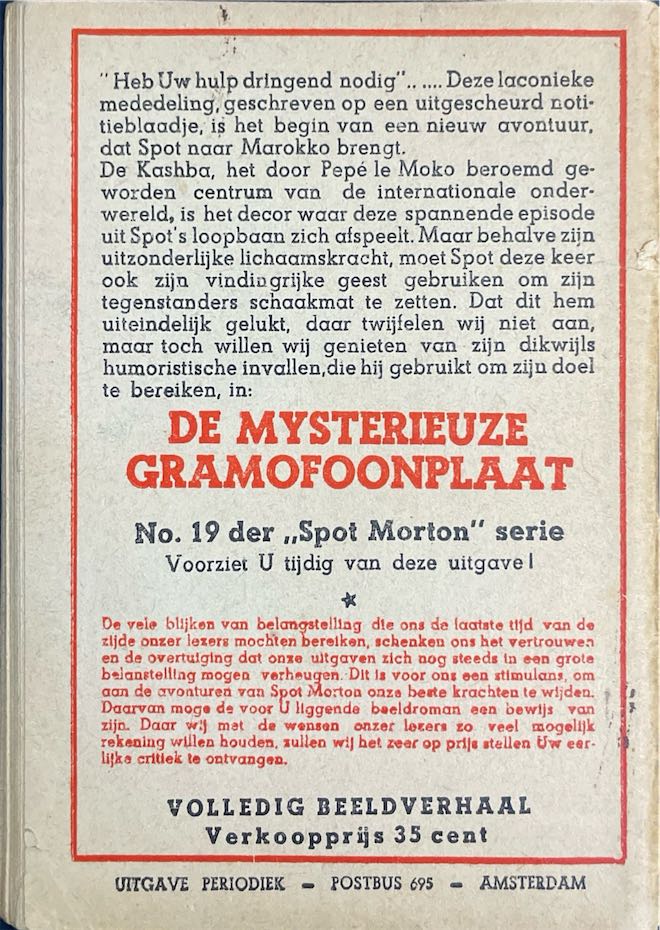 "Heb Uw hulp dringend nodig"...... Deze laconieke
mededeling, geschreven op een uitgescheurd noti-
tieblaadje, is het begin van een nieuw avontuur,
dat Spot naar Marokko brengt.
De Kashba, het door Pepé le Moko beroemd ge-
worden centrum van de internationale onder-
wereld, is het decor waar deze spannende episode
uit Spot's loopbaan zich afspeelt. Maar behalve zijn
uitzonderlijke lichaamskracht, moet Spot deze keer
ook zijn vindingrijke geest gebruiken om zijn
tegenstanders schaakmat te zetten. Dat dit hem
uiteindelijk gelukt, daar twijfelen wij niet aan,
maar toch willen wij genieten van zijn dikwijls
humoristische invallen, die hij gebruikt om zijn doel
te bereiken, in:
DE MYSTERIEUZE
GRAMOFOONPLAAT
No. 19 der „Spot Morton" serie
Voorziet U tijdig van deze uitgave!
De vele blijken van belangstelling die ons de laatste tijd van de
zijde onzer lezers mochten bereiken, schenken ons het vertrouwen
en de overtuiging dat onze uitgaven zich nog steeds in een grote
belanstelling mogen verheugen. Dit is voor ons een stimulans, om
aan de avonturen van Spot Morton onze beste krachten te wijden.
Daarvan moge de voor U liggende beeldroman een bewijs van
zijn. Daar wij met de wensen onzer lezers zo veel mogelijk
rekening willen houden, zullen wij het zeer op prijs stellen Uw eer-
lijke critiek te ontvangen.
VOLLEDIG BEELDVERHAAL
Verkoopprijs 35 cent
UITGAVE PERIODIEK - POSTBUS 695 - AMSTERDAM